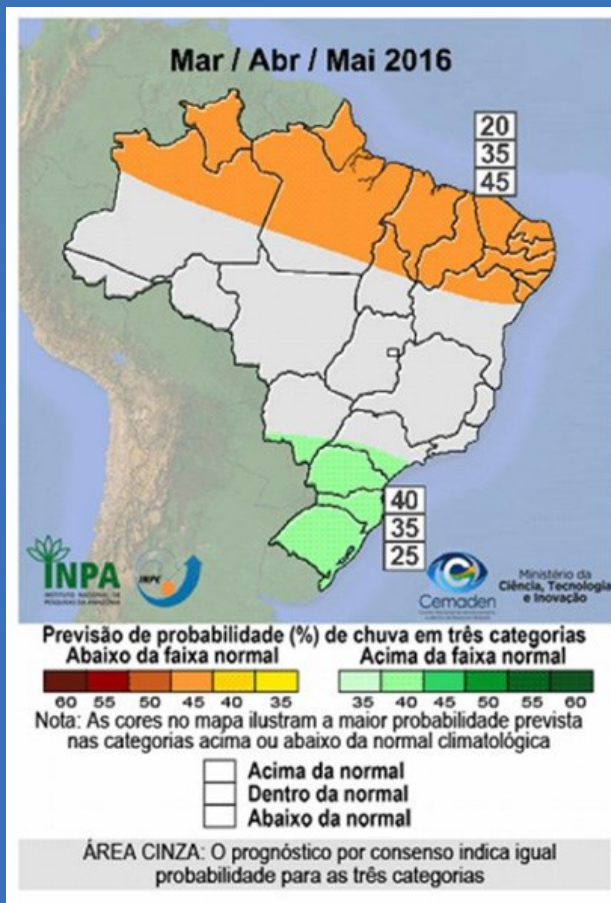 Mar / Abr / Mai 2016
20
35
45
40
35
25
INPA
INSTITUTO NACIONAL DE
PESQUISAS DA AMAZÔNIA
INPE
Cemaden
Ministério da
Ciência, Tecnologia
e Inovação
Previsão de probabilidade (%) de chuva em três categorias
Abaixo da faixa normal Acima da faixa normal
60 55 50 45 40 35 35 40 45 50 55 60
Nota: As cores no mapa ilustram a maior probabilidade prevista
nas categorias acima ou abaixo da normal climatológica
Acima da normal
Dentro da normal
Abaixo da normal
ÁREA CINZA: O prognóstico por consenso indica igual
probabilidade para as três categorias